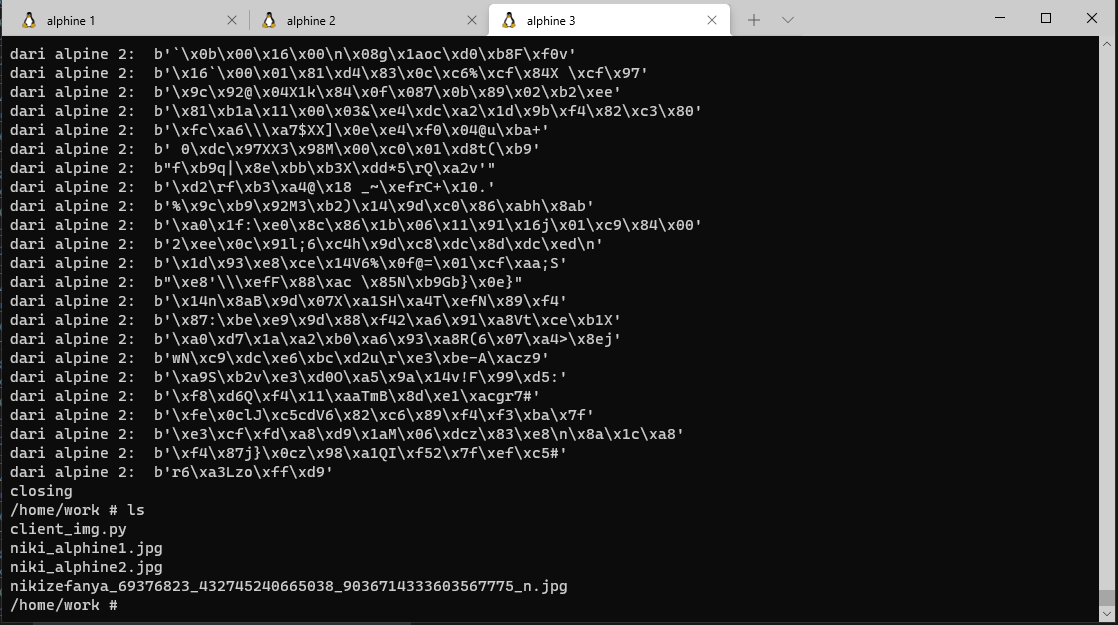 alphine 1
alphine 2
alphine 3
dari alpine 2:  b'`\x0b\x00\x16\x00\n\x08g\x1aoc\xd0\xb8F\xf0v'
dari alpine 2:  b'\x16`\x00\x01\x81\xd4\x83\x0c\xc6%\xcf\x84X \xcf\x97'
dari alpine 2:  b'\x9c\x92@\x04X1k\x84\x0f\x087\x0b\x89\x02\xb2\xee'
dari alpine 2:  b'\x81\xb1a\x11\x00\x03&\xe4\xdc\xa2\x1d\x9b\xf4\x82\xc3\x80'
dari alpine 2:  b'\xfc\xa6\\\xa7$XX]\x0e\xe4\xf0\x04@u\xba+'
dari alpine 2:  b' 0\xdc\x97XX3\x98M\x00\xc0\x01\xd8t(\xb9'
dari alpine 2:  b"f\xb9q|\x8e\xbb\xb3X\xdd*5\rQ\xa2v'"
dari alpine 2:  b'\xd2\rf\xb3\xa4@\x18 _~\xefrC+\x10.'
dari alpine 2:  b'%\x9c\xb9\x92M3\xb2)\x14\x9d\xc0\x86\xabh\x8ab'
dari alpine 2:  b'\xa0\x1f:\xe0\x8c\x86\x1b\x06\x11\x91\x16j\x01\xc9\x84\x00'
dari alpine 2:  b'2\xee\x0c\x91l;6\xc4h\x9d\xc8\xdc\x8d\xdc\xed\n'
dari alpine 2:  b'\x1d\x93\xe8\xce\x14V6%\x0f@=\x01\xcf\xaa;S'
dari alpine 2:  b"\xe8'\\\xefF\x88\xac \x85N\xb9Gb}\x0e}"
dari alpine 2:  b'\x14n\x8aB\x9d\x07X\xa1SH\xa4T\xefN\x89\xf4'
dari alpine 2:  b'\x87:\xbe\xe9\x9d\x88\xf42\xa6\x91\xa8Vt\xce\xb1X'
dari alpine 2:  b'\xa0\xd7\x1a\xa2\xb0\xa6\x93\xa8R(6\x07\xa4>\x8ej'
dari alpine 2:  b'wN\xc9\xdc\xe6\xbc\xd2u\r\xe3\xbe-A\xacz9'
dari alpine 2:  b'\xa9S\xb2v\xe3\xd0O\xa5\x9a\x14v!F\x99\xd5:'
dari alpine 2:  b'\xf8\xd6Q\xf4\x11\xaaTmB\x8d\xe1\xacgr7#'
dari alpine 2:  b'\xfe\x0clJ\xc5cdV6\x82\xc6\x89\xf4\xf3\xba\x7f'
dari alpine 2:  b'\xe3\xcf\xfd\xa8\xd9\x1aM\x06\xdcz\x83\xe8\n\x8a\x1c\xa8'
dari alpine 2:  b'\xf4\x87j}\x0cz\x98\xa1QI\xf52\x7f\xef\xc5#'
dari alpine 2:  b'r6\xa3Lzo\xff\xd9'
closing
/home/work # ls
client_img.py
niki_alphine1.jpg
niki_alphine2.jpg
nikizefanya_69376823_432745240665038_9036714333603567775_n.jpg
/home/work #